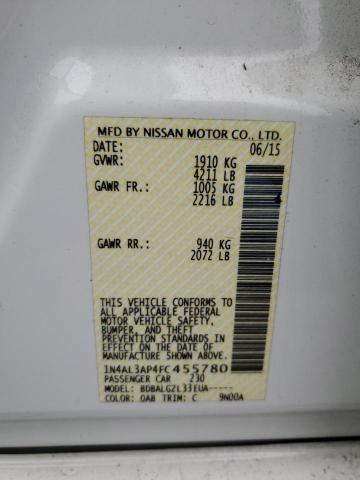 MFD BY NISSAN MOTOR CO., LTD.
DATE: 06/15
GVWR: 1910 KG
4211 LB
GAWR FR.: 1005 KG
2216 LB
GAWR RR.: 940 KG
2072 LB
THIS VEHICLE CONFORMS TO
ALL APPLICABLE FEDERAL
MOTOR VEHICLE SAFETY,
BUMPER, AND THEFT
PREVENTION STANDARDS
IN EFFECT ON THE DATE OF
MANUFACTURE SHOWN ABOVE.
1N4AL3AP4FC455780
PASSENGER CAR 230
MODEL: BDBALGZL33EUA-----
COLOR: QAB TRIM: C 9N00A